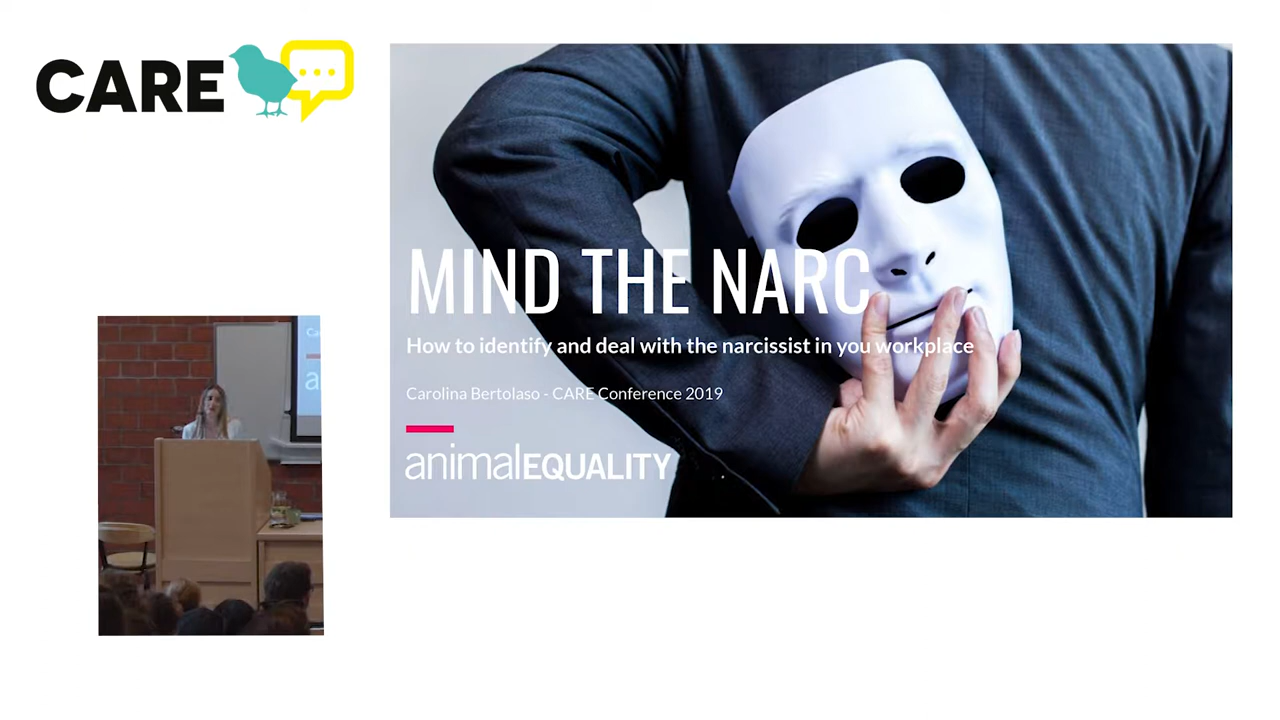 CARE
MIND THE NARC
How to identify and deal with the narcissist in you workplace
Carolina Bertolaso - CARE Conference 2019
animalEQUALITY